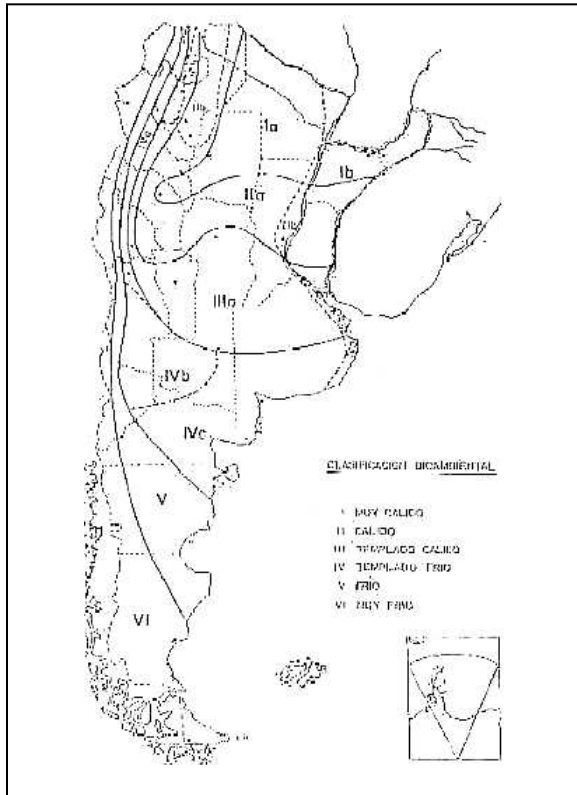 Ia
Ib
IIa
IIb
IIIa
IVb
IVc
V
VI
CLASIFICACION BIOAMBIENTAL
I MUY CALIDO
II CALIDO
III TEMPLADO CALIDO
IV TEMPLADO FRIO
V FRIO
VI MUY FRIO